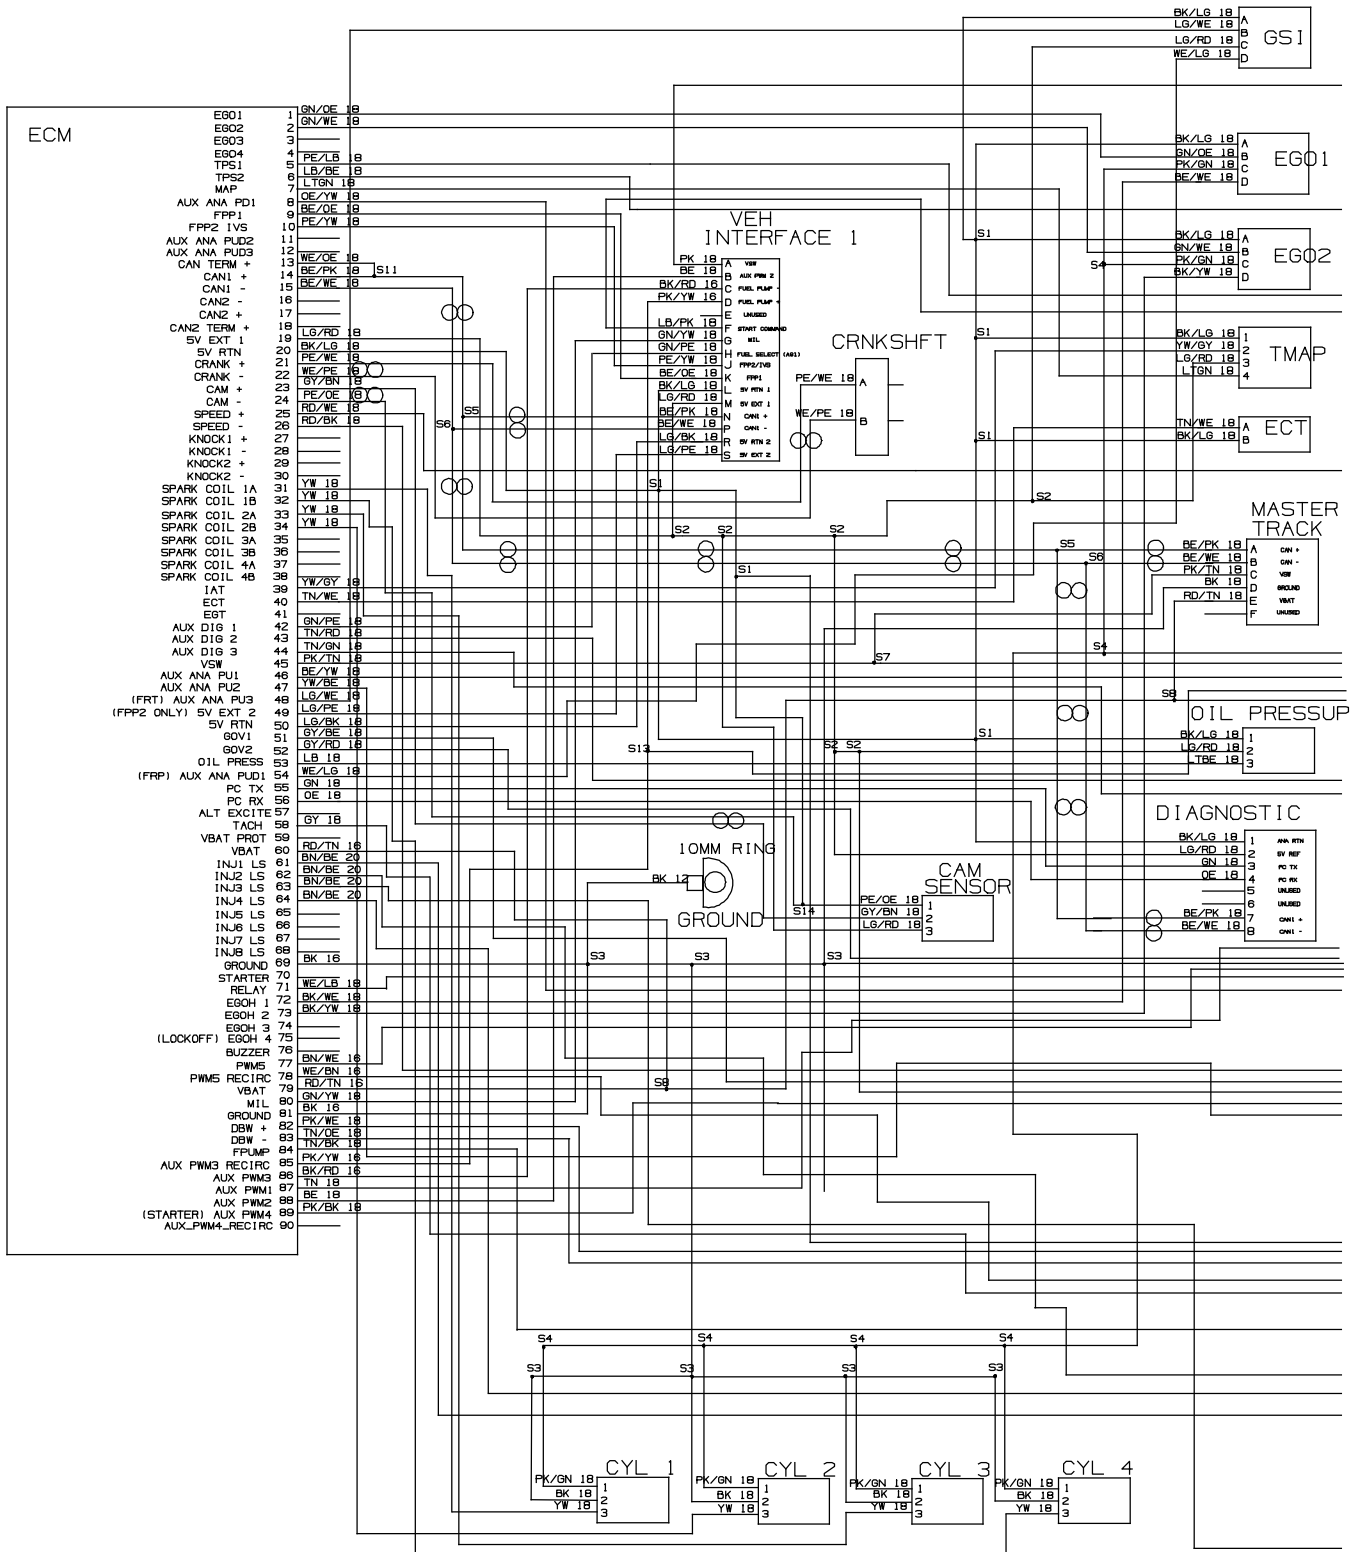 ECM
EGO1 1 GN/OE 18
EGO2 2 GN/WE 18
EGO3 3
EGO4 4
TPS1 5 PE/LB 18
TPS2 6 LB/BE 18
MAP 7 LTGN 18
AUX ANA PD1 8 OE/YW 18
FPP1 9 BE/OE 18
FPP2 IVS 10 PE/YW 18
AUX ANA PUD2 11
AUX ANA PUD3 12
CAN TERM + 13 WE/OE 18
CAN1 + 14 BE/PK 18
CAN1 - 15 BE/WE 18
CAN2 - 16
CAN2 + 17
CAN2 TERM + 18
5V EXT 1 19 LG/RD 18
5V RTN 20 BK/LG 18
CRANK + 21 PE/WE 18
CRANK - 22 WE/PE 18
CAM + 23 GY/BN 18
CAM - 24 PE/OE 18
SPEED + 25 RD/WE 18
SPEED - 26 RD/BK 18
KNOCK1 + 27
KNOCK1 - 28
KNOCK2 + 29
KNOCK2 - 30
SPARK COIL 1A 31 YW 18
SPARK COIL 1B 32 YW 18
SPARK COIL 2A 33 YW 18
SPARK COIL 2B 34 YW 18
SPARK COIL 3A 35
SPARK COIL 3B 36
SPARK COIL 4A 37
SPARK COIL 4B 38
IAT 39 YW/GY 18
ECT 40 TN/WE 18
EGT 41
AUX DIG 1 42 GN/PE 18
AUX DIG 2 43 TN/RD 18
AUX DIG 3 44 TN/GN 18
VSW 45 PK/TN 18
AUX ANA PU1 46 BE/YW 18
AUX ANA PU2 47 YW/BE 18
(FRT) AUX ANA PU3 48 LG/WE 18
(FPP2 ONLY) 5V EXT 2 49 LG/PE 18
5V RTN 50 LG/BK 18
GOV1 51 GY/BE 18
GOV2 52 GY/RD 18
OIL PRESS 53 LB 18
(FRP) AUX ANA PUD1 54 WE/LG 18
PC TX 55 GN 18
PC RX 56 OE 18
ALT EXCITE 57
TACH 58 GY 18
VBAT PROT 59
VBAT 60 RD/TN 16
INJ1 LS 61 BN/BE 20
INJ2 LS 62 BN/BE 20
INJ3 LS 63 BN/BE 20
INJ4 LS 64 BN/BE 20
INJ5 LS 65
INJ6 LS 66
INJ7 LS 67
INJ8 LS 68
GROUND 69 BK 16
STARTER 70
RELAY 71 WE/LB 18
EGOH 1 72 BK/WE 18
EGOH 2 73 BK/YW 18
EGOH 3 74
(LOCKOFF) EGOH 4 75
BUZZER 76
PWM5 77 BN/WE 16
PWM5 RECIRC 78 WE/BN 16
VBAT 79 RD/TN 16
MIL 80 GN/YW 18
GROUND 81 BK 16
DBW + 82 PK/WE 18
DBW - 83 TN/OE 18
FPUMP 84 TN/BK 18
AUX PWM3 RECIRC 85 PK/YW 16
AUX PWM3 86 BK/RD 16
AUX PWM1 87 TN 18
AUX PWM2 88 BE 18
(STARTER) AUX PWM4 89 PK/BK 18
AUX_PWM4_RECIRC 90
S11
S5
S6
VEH
INTERFACE 1
PK 18 A VSW
BE 18 B AUX PWM 2
BK/RD 16 C FUEL PUMP -
PK/YW 16 D FUEL PUMP +
E UNUSED
LB/PK 18 F START COMMAND
GN/YW 18 G MIL
GN/PE 18 H FUEL SELECT (A91)
PE/YW 18 J FPP2/IVS
BE/OE 18 K FPP1
BK/LG 18 L 5V RTN 1
LG/RD 18 M 5V EXT 1
BE/PK 18 N CAN1 +
BE/WE 18 P CAN1 -
LG/BK 18 R 5V RTN 2
LG/PE 18 S 5V EXT 2
CRNKSHFT
PE/WE 18 A
WE/PE 18 B
GSI
BK/LG 18 A
LG/WE 18 B
LG/RD 18 C
WE/LG 18 D
EGO1
BK/LG 18 A
GN/OE 18 B
PK/GN 18 C
BE/WE 18 D
EGO2
BK/LG 18 A
GN/WE 18 B
PK/GN 18 C
BK/YW 18 D
S1
S4
TMAP
BK/LG 18 1
YW/GY 18 2
LG/RD 18 3
LTGN 18 4
S1
ECT
TN/WE 18 A
BK/LG 18 B
S1
S1
S2
S2
S2
S2
S1
MASTER
TRACK
BE/PK 18 A CAN +
BE/WE 18 B CAN -
PK/TN 18 C VSW
BK 18 D GROUND
RD/TN 18 E VBAT
F UNUSED
S5
S6
S7
S4
S8
OIL PRESSUP
BK/LG 18 1
LG/RD 18 2
LTBE 18 3
S1
S13
S2
S2
DIAGNOSTIC
BK/LG 18 1 ANA RTN
LG/RD 18 2 5V REF
GN 18 3 PC TX
OE 18 4 PC RX
5 UNUSED
6 UNUSED
BE/PK 18 7 CAN1 +
BE/WE 18 8 CAN1 -
10MM RING
BK 12
GROUND
CAM
SENSOR
PE/OE 18 1
GY/BN 18 2
LG/RD 18 3
S14
S3
S3
S3
S8
S4
S4
S4
S4
S3
S3
S3
S3
CYL 1
PK/GN 18 1
BK 18 2
YW 18 3
CYL 2
PK/GN 18 1
BK 18 2
YW 18 3
CYL 3
PK/GN 18 1
BK 18 2
YW 18 3
CYL 4
PK/GN 18 1
BK 18 2
YW 18 3